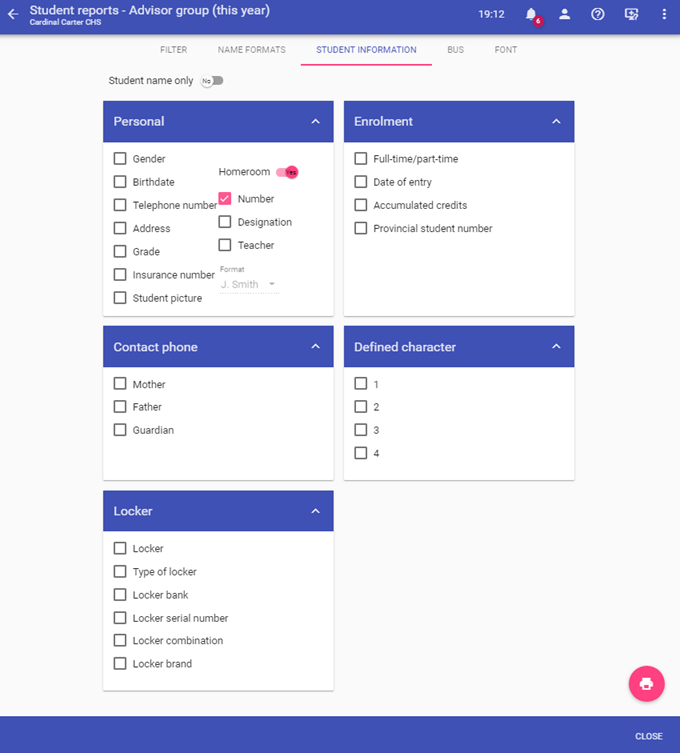 Student reports - Advisor group (this year)
Cardinal Carter CHS
19:12
6
FILTER
NAME FORMATS
STUDENT INFORMATION
BUS
FONT
Student name only No
Personal
Gender
Birthdate
Telephone number
Address
Grade
Insurance number
Student picture
Homeroom Yes
Number
Designation
Teacher
Format
J. Smith
Enrolment
Full-time/part-time
Date of entry
Accumulated credits
Provincial student number
Contact phone
Mother
Father
Guardian
Defined character
1
2
3
4
Locker
Locker
Type of locker
Locker bank
Locker serial number
Locker combination
Locker brand
CLOSE